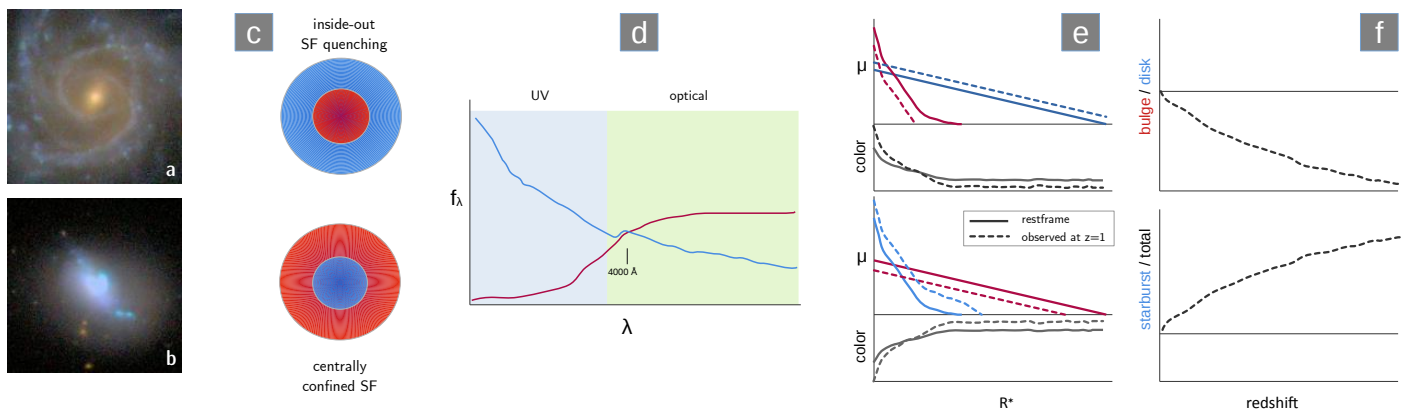 a
b
c
inside-out
SF quenching
centrally
confined SF
d
UV
optical
fλ
4000 Å
λ
e
μ
color
restframe
observed at z=1
μ
color
R*
f
bulge / disk
starburst / total
redshift